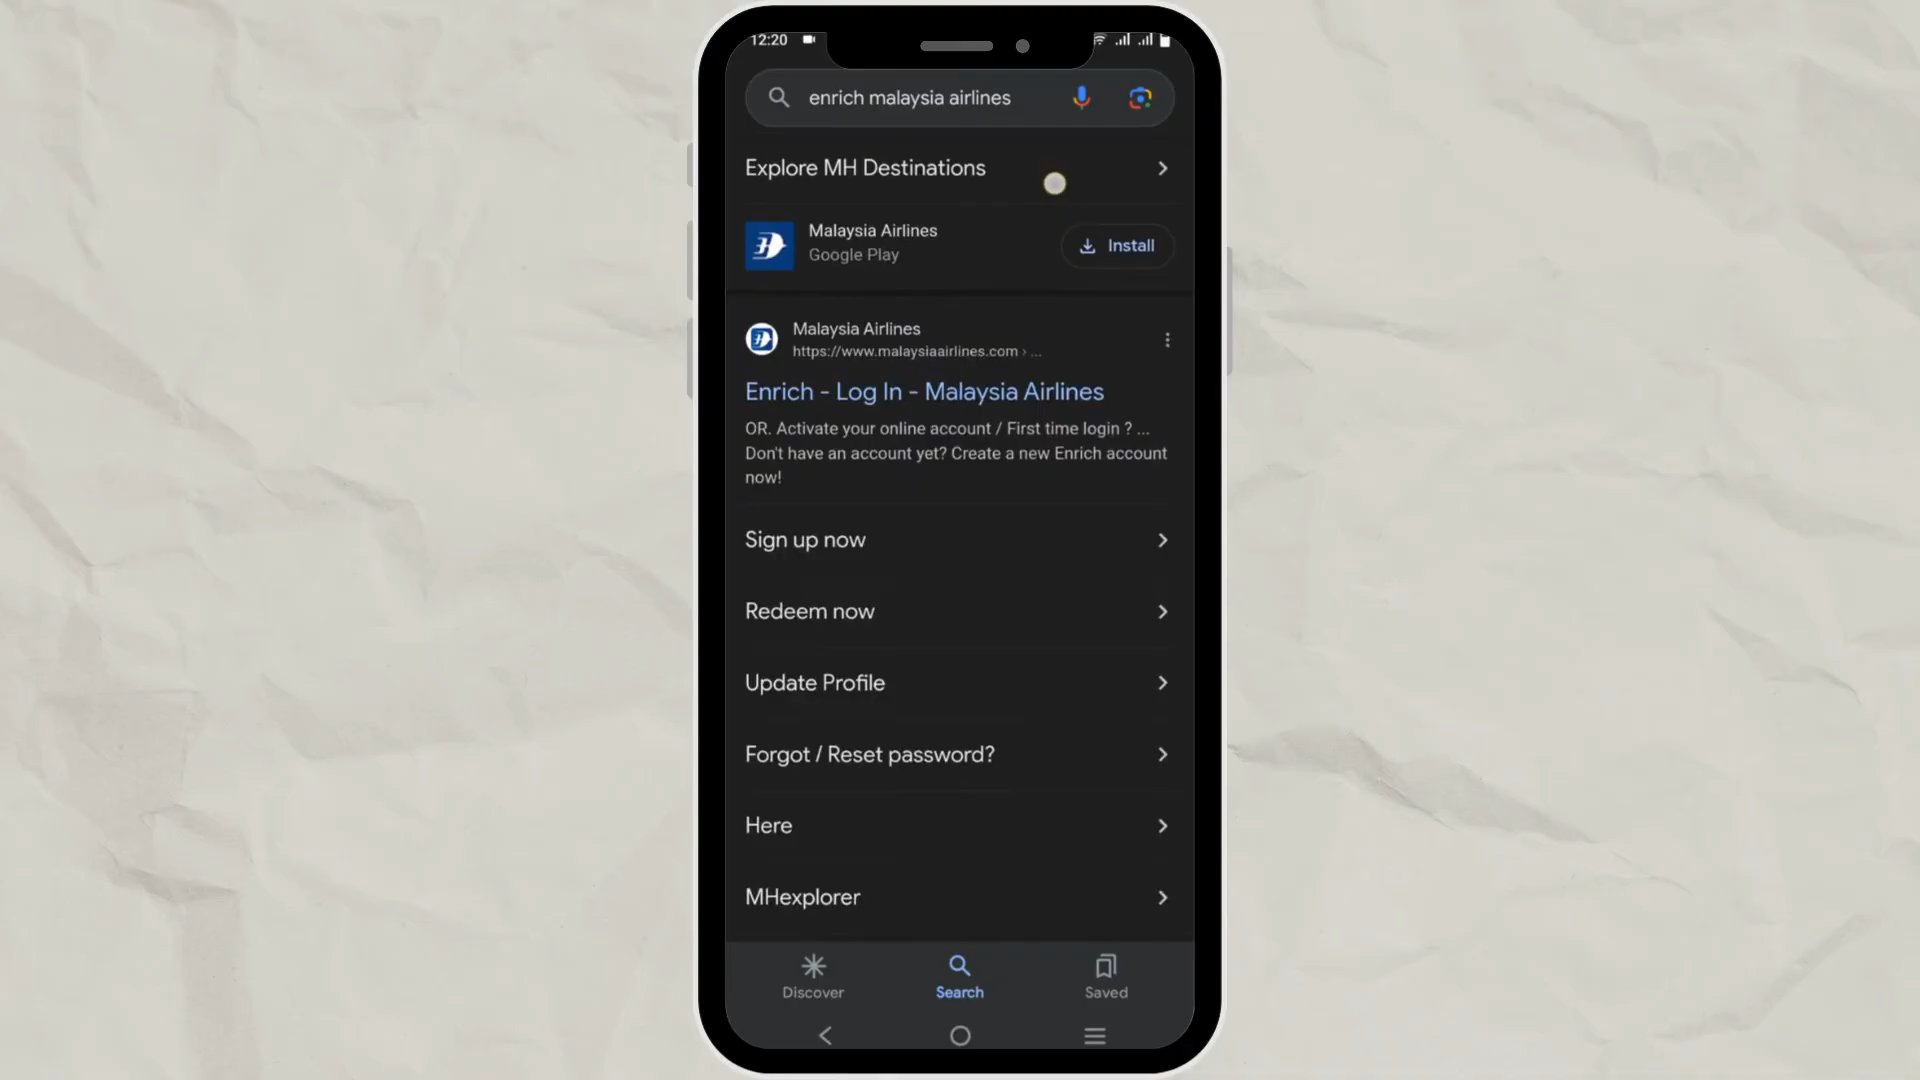 12:20
enrich malaysia airlines
Explore MH Destinations
Malaysia Airlines
Google Play
Install
Malaysia Airlines
https://www.malaysiaairlines.com › ...
Enrich - Log In - Malaysia Airlines
OR. Activate your online account / First time login ? ...
Don't have an account yet? Create a new Enrich account
now!
Sign up now
Redeem now
Update Profile
Forgot / Reset password?
Here
MHexplorer
Discover
Search
Saved